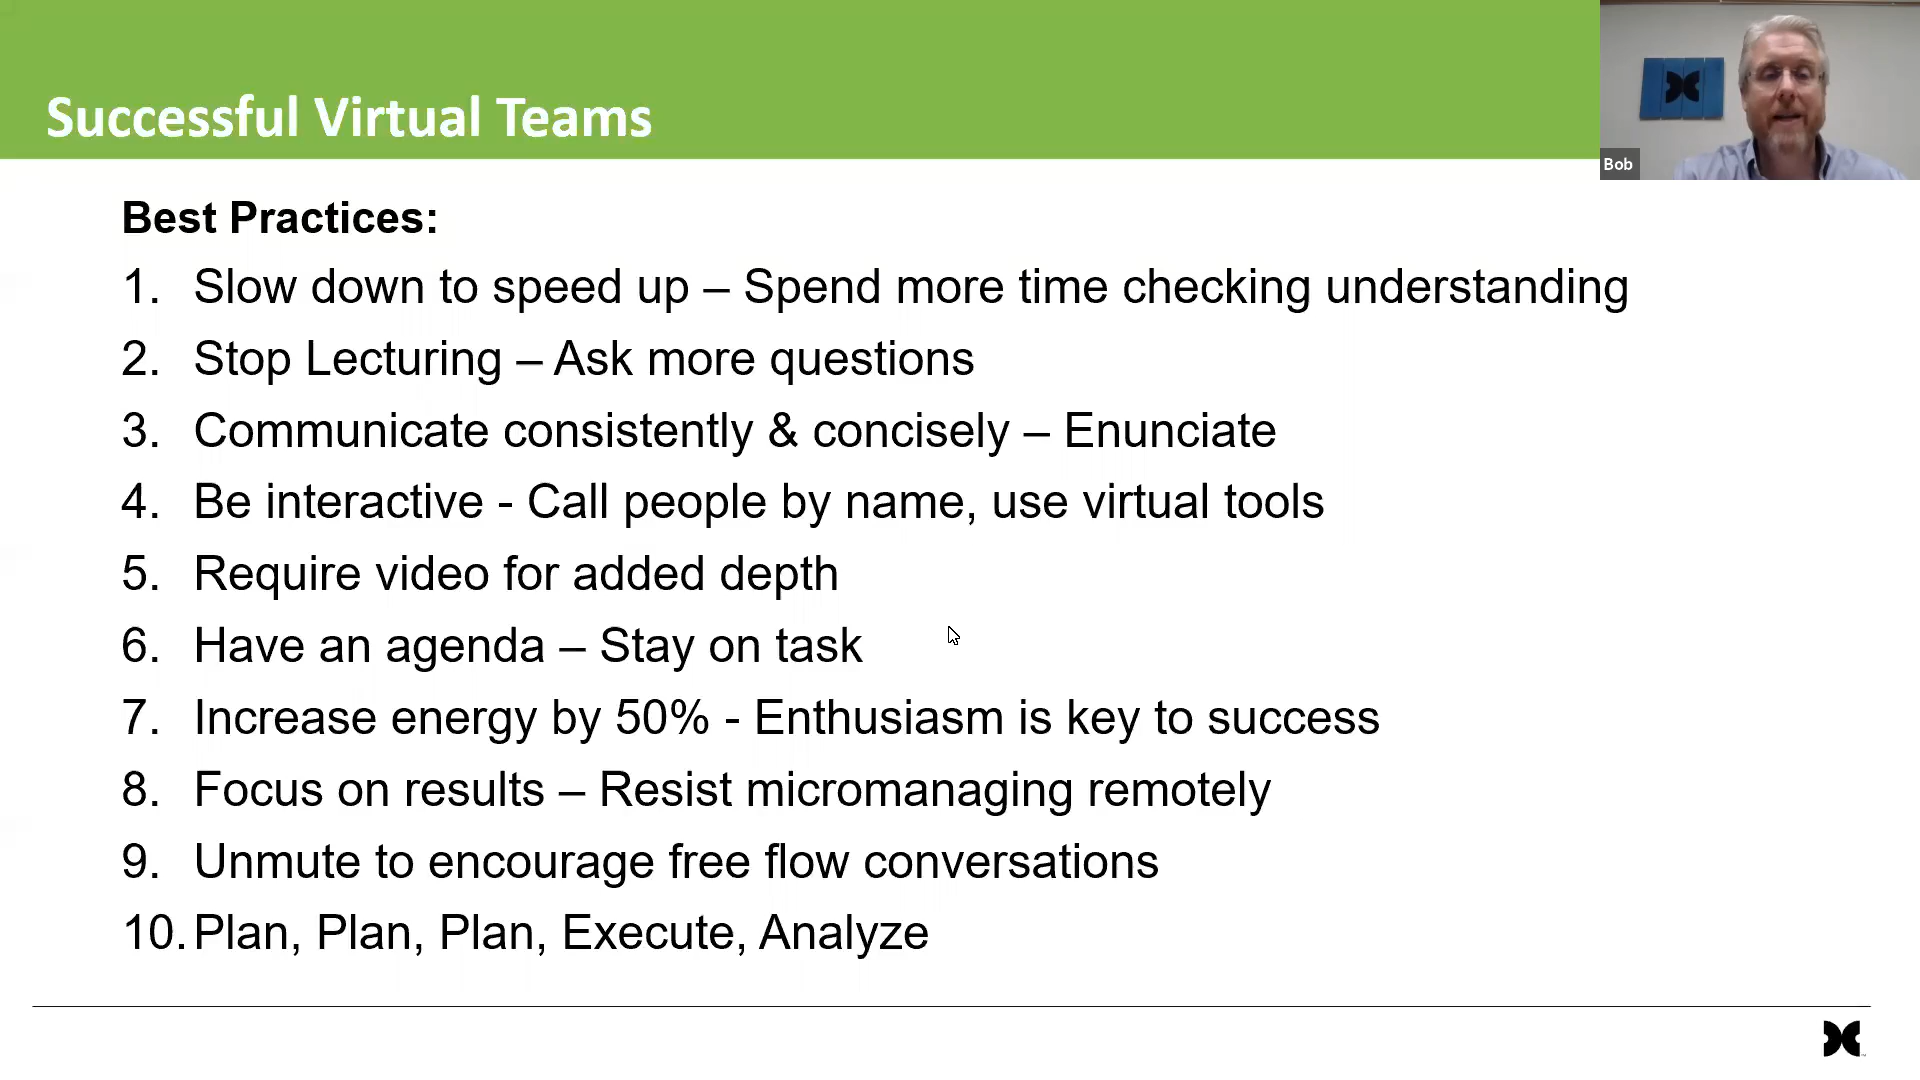 Successful Virtual Teams
Bob
Best Practices:
1. Slow down to speed up – Spend more time checking understanding
2. Stop Lecturing – Ask more questions
3. Communicate consistently & concisely – Enunciate
4. Be interactive - Call people by name, use virtual tools
5. Require video for added depth
6. Have an agenda – Stay on task
7. Increase energy by 50% - Enthusiasm is key to success
8. Focus on results – Resist micromanaging remotely
9. Unmute to encourage free flow conversations
10. Plan, Plan, Plan, Execute, Analyze